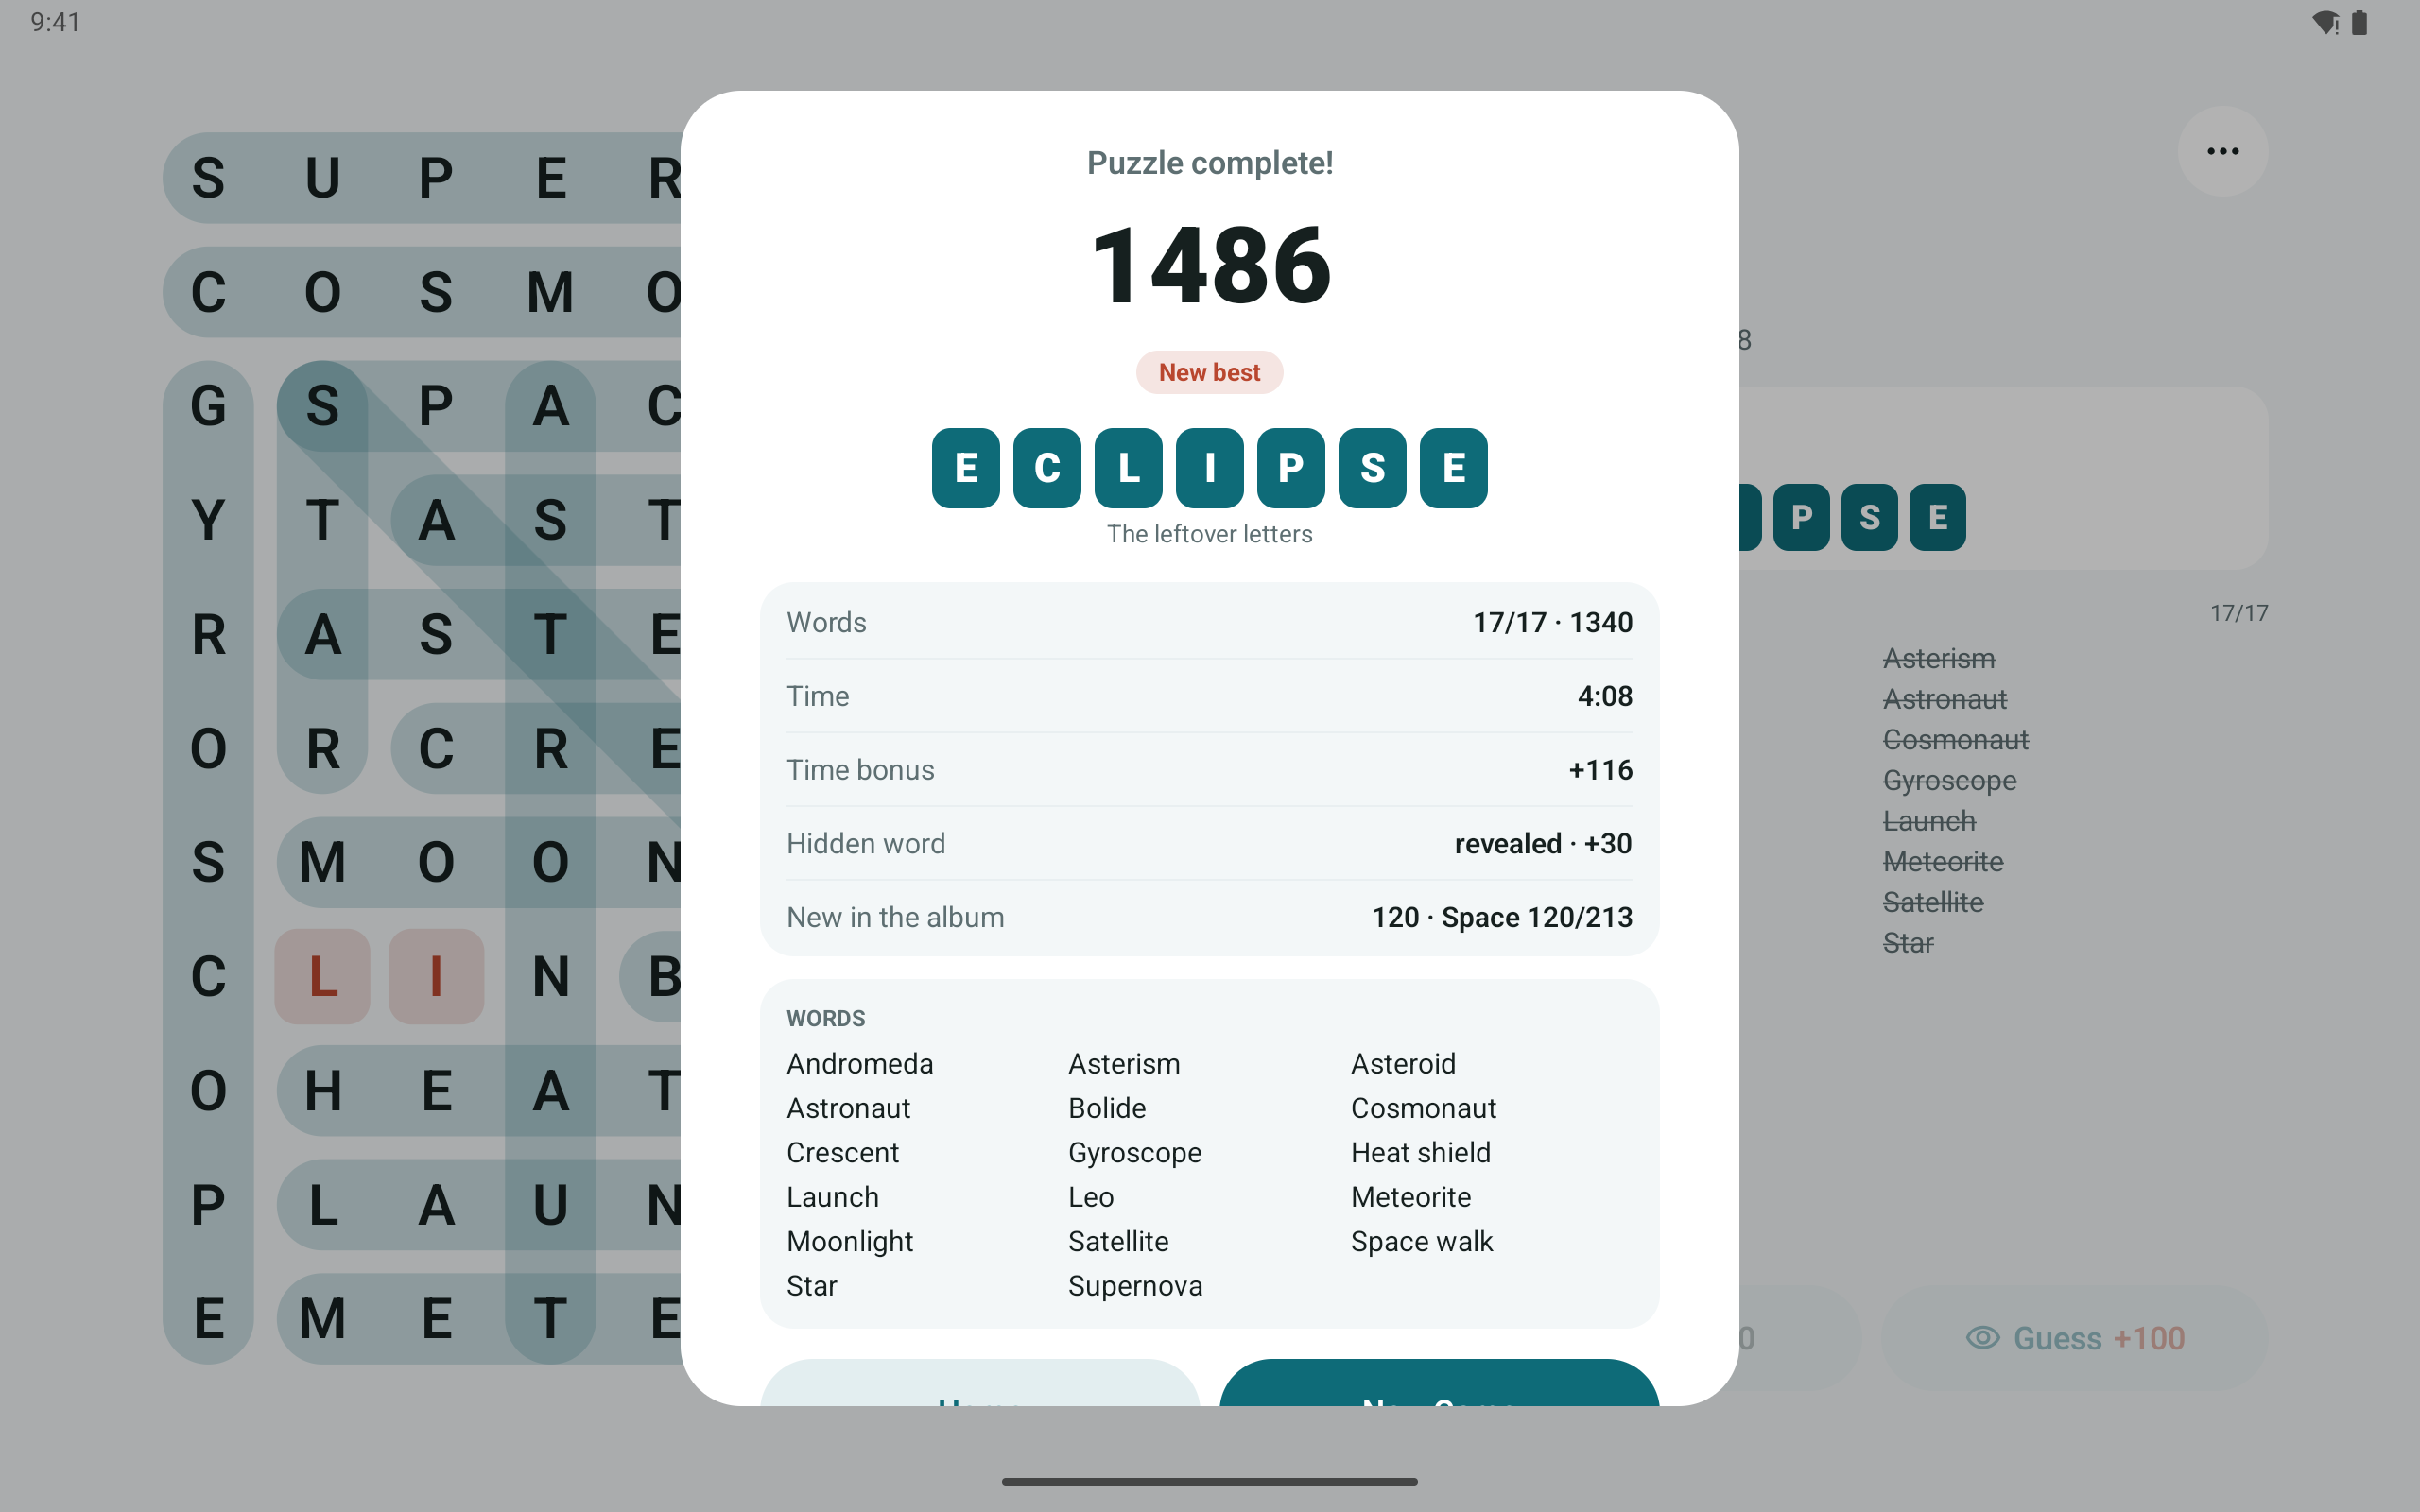 9:41
S U P E R
C O S M O
G S P A C
Y T A S T
R A S T E
O R C R E
S M O O N
C L I N B
O H E A T
P L A U N
E M E T E
Puzzle complete!
1486
New best
E C L I P S E
The leftover letters
Words 17/17 · 1340
Time 4:08
Time bonus +116
Hidden word revealed · +30
New in the album 120 · Space 120/213
WORDS
Andromeda Asterism Asteroid
Astronaut Bolide Cosmonaut
Crescent Gyroscope Heat shield
Launch Leo Meteorite
Moonlight Satellite Space walk
Star Supernova
8
P S E
17/17
Asterism
Astronaut
Cosmonaut
Gyroscope
Launch
Meteorite
Satellite
Star
0
Guess +100